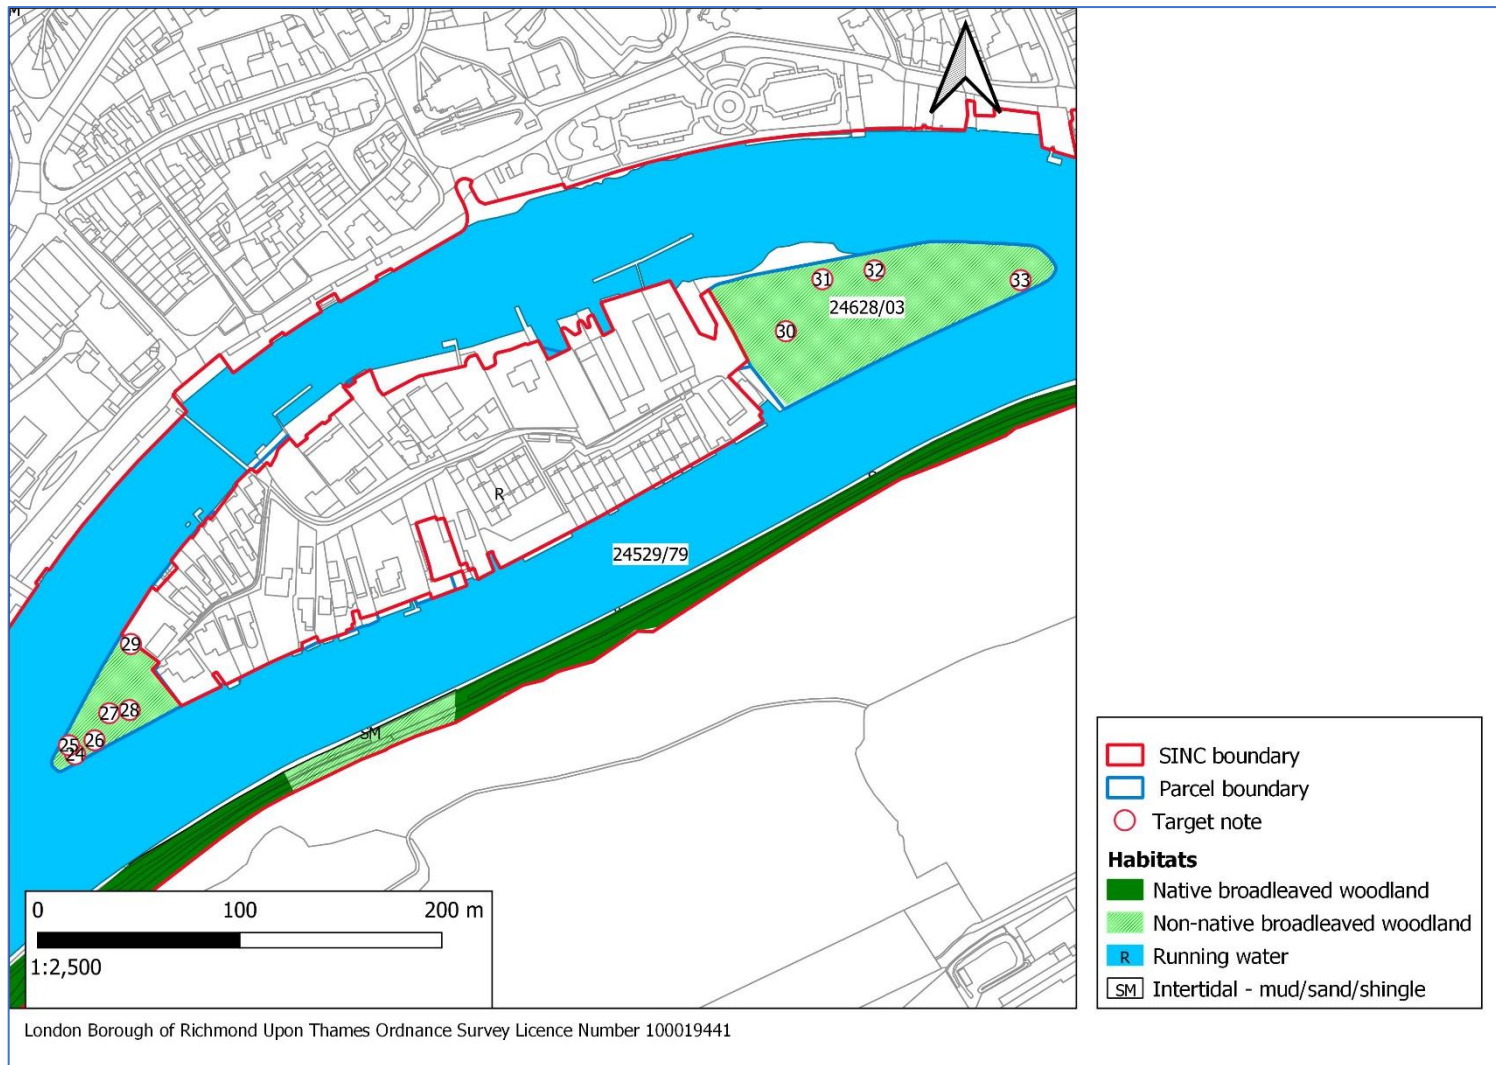 M
31
32
33
24628/03
30
R
24529/79
29
27
28
25
26
24
SM
SINC boundary
Parcel boundary
Target note
Habitats
Native broadleaved woodland
Non-native broadleaved woodland
R Running water
SM Intertidal - mud/sand/shingle
0 100 200 m
1:2,500
London Borough of Richmond Upon Thames Ordnance Survey Licence Number 100019441